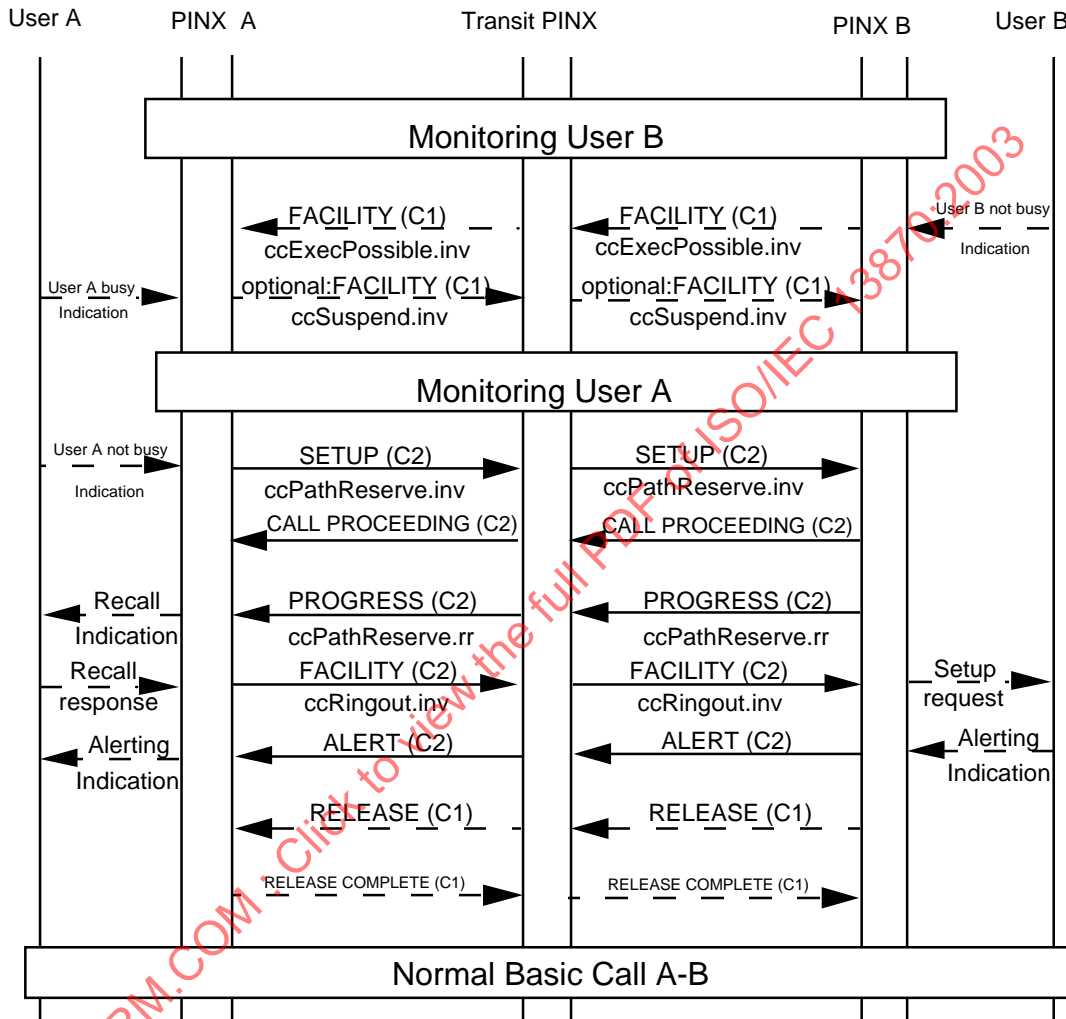 User A PINX A Transit PINX PINX B User B
Monitoring User B
FACILITY (C1) FACILITY (C1) User B not busy
ccExecPossible.inv ccExecPossible.inv Indication
User A busy optional:FACILITY (C1) optional:FACILITY (C1)
Indication ccSuspend.inv ccSuspend.inv
Monitoring User A
User A not busy SETUP (C2) SETUP (C2)
Indication ccPathReserve.inv ccPathReserve.inv
CALL PROCEEDING (C2) CALL PROCEEDING (C2)
Recall PROGRESS (C2) PROGRESS (C2)
Indication ccPathReserve.rr ccPathReserve.rr
Recall FACILITY (C2) FACILITY (C2) Setup
response ccRingout.inv ccRingout.inv request
Alerting ALERT (C2) ALERT (C2) Alerting
Indication Indication
RELEASE (C1) RELEASE (C1)
RELEASE COMPLETE (C1) RELEASE COMPLETE (C1)
Normal Basic Call A-B
RM.COM : Click to view the full PDF of ISO/IEC 13870:2003